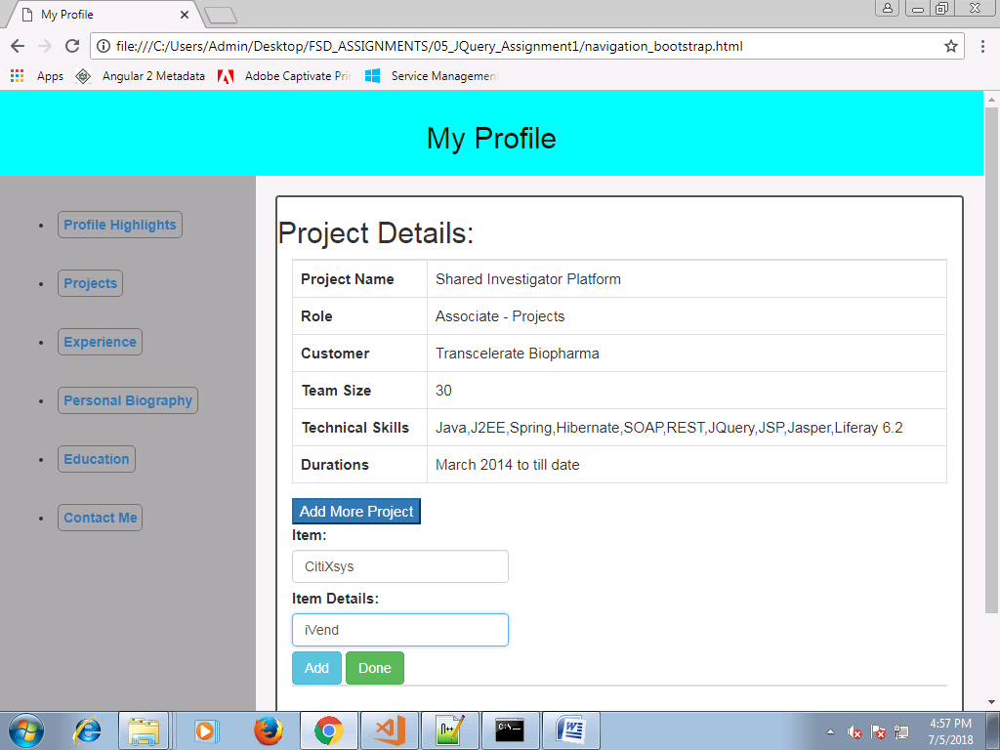 My Profile
file:///C:/Users/Admin/Desktop/FSD_ASSIGNMENTS/05_JQuery_Assignment1/navigation_bootstrap.html
Apps Angular 2 Metadata Adobe Captivate Pri Service Managemen
My Profile
Profile Highlights
Projects
Experience
Personal Biography
Education
Contact Me
Project Details:
Project Name Shared Investigator Platform
Role Associate - Projects
Customer Transcelerate Biopharma
Team Size 30
Technical Skills Java,J2EE,Spring,Hibernate,SOAP,REST,JQuery,JSP,Jasper,Liferay 6.2
Durations March 2014 to till date
Add More Project
Item:
CitiXsys
Item Details:
iVend
Add Done
4:57 PM
7/5/2018